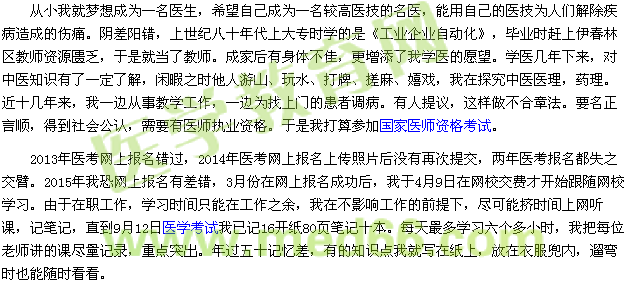 从小我就梦想成为一名医生，希望自己成为一名较高医技的名医，能用自己的医技为人们解除疾
病造成的伤痛。阴差阳错，上世纪八十年代上大专时学的是《工业企业自动化》，毕业时赶上伊春林
区教师资源匮乏，于是就当了教师。成家后有身体不佳，更增添了我学医的愿望。学医几年下来，对
中医知识有了一定了解，闲暇之时他人游山、玩水、打牌、搓麻、嬉戏，我在探究中医医理，药理。
近十几年来，我一边从事教学工作，一边为找上门的患者调病。有人提议，这样做不合章法。要名正
言顺，得到社会公认，需要有医师执业资格。于是我打算参加国家医师资格考试。
2013年医考网上报名错过，2014年医考网上报名上传照片后没有再次提交，两年医考报名都失之
交臂。2015年我恐网上报名有差错，3月份在网上报名成功后，我于4月9日在网校交费才开始跟随网校
学习。由于在职工作，学习时间只能在工作之余，我在不影响工作的前提下，尽可能挤时间上网听
课，记笔记，直到9月12日医学考试我已记16开纸80页笔记十本。每天最多学习六个多小时，我把每位
老师讲的课尽量记录，重点突出。年过五十记忆差，有的知识点我就写在纸上，放在衣服兜内，遛弯
时也能随时看看。
医学教育网
www.med66.com